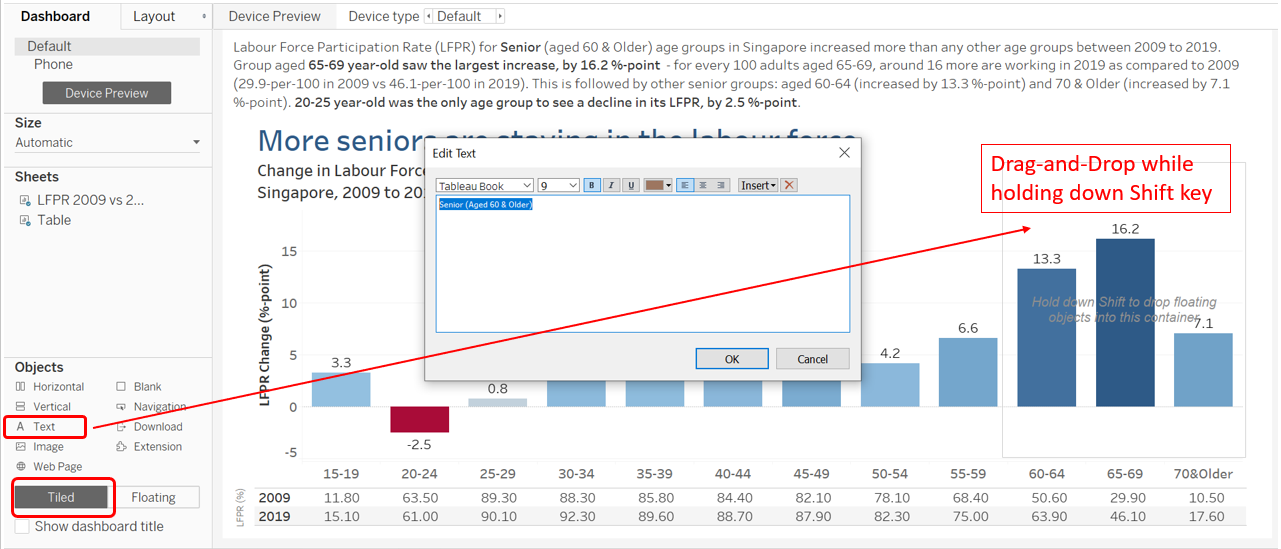 Dashboard
Layout
Default
Phone
Device Preview
Size
Automatic
Sheets
LFPR 2009 vs 2...
Table
Objects
Horizontal
Blank
Vertical
Navigation
A Text
Download
Image
Extension
Web Page
Tiled
Floating
Show dashboard title
Device Preview
Device type
Default
Labour Force Participation Rate (LFPR) for Senior (aged 60 & Older) age groups in Singapore increased more than any other age groups between 2009 to 2019.
Group aged 65-69 year-old saw the largest increase, by 16.2 %-point - for every 100 adults aged 65-69, around 16 more are working in 2019 as compared to 2009
(29.9-per-100 in 2009 vs 46.1-per-100 in 2019). This is followed by other senior groups: aged 60-64 (increased by 13.3 %-point) and 70 & Older (increased by 7.1
%-point). 20-25 year-old was the only age group to see a decline in its LFPR, by 2.5 %-point.
More seniors are staying in the labour force
Change in Labour Forc
Singapore, 2009 to 20
Edit Text
Tableau Book
9
B
I
U
Insert
Senior (Aged 60 & Older)
OK
Cancel
Drag-and-Drop while
holding down Shift key
Hold down Shift to drop floating
objects into this container
LFPR Change (%-point)
15
10
5
0
-5
3.3
-2.5
0.8
4.2
6.6
13.3
16.2
7.1
15-19 20-24 25-29 30-34 35-39 40-44 45-49 50-54 55-59 60-64 65-69 70&Older
LFPR (%)
2009 11.80 63.50 89.30 88.30 85.80 84.40 82.10 78.10 68.40 50.60 29.90 10.50
2019 15.10 61.00 90.10 92.30 89.60 88.70 87.90 82.30 75.00 63.90 46.10 17.60